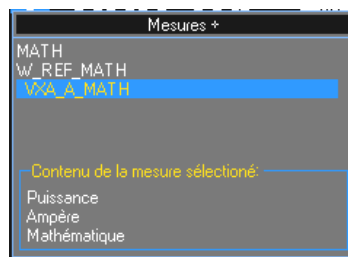 Mesures +
MATH
W_REF_MATH
VXA_A_MATH
Contenu de la mesure sélectioné:
Puissance
Ampère
Mathématique